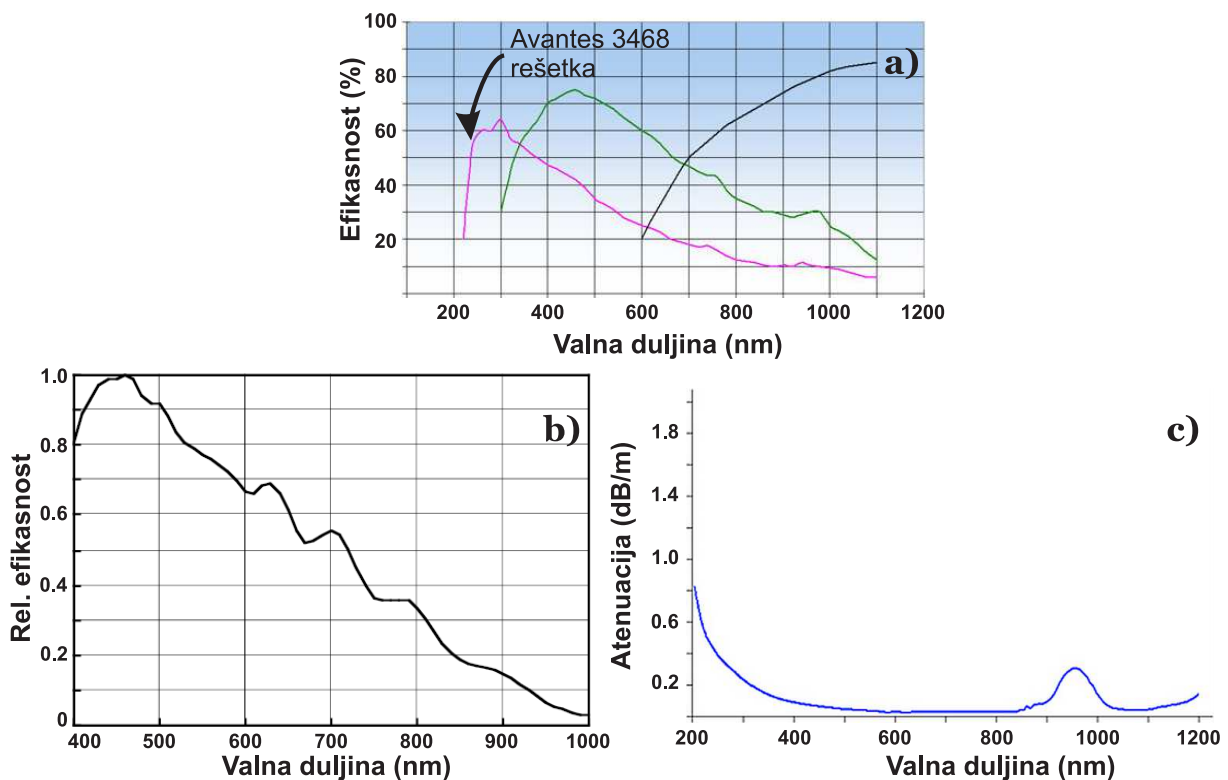 100
Avantes 3468
rešetka
a)
80
60
40
20
Efikasnost (%)
200 400 600 800 1000 1200
Valna duljina (nm)
1.0
b)
0.8
0.6
0.4
0.2
0
Rel. efikasnost
400 500 600 700 800 900 1000
Valna duljina (nm)
c)
1.8
1.4
1.0
0.6
0.2
Atenuacija (dB/m)
200 400 600 800 1000 1200
Valna duljina (nm)